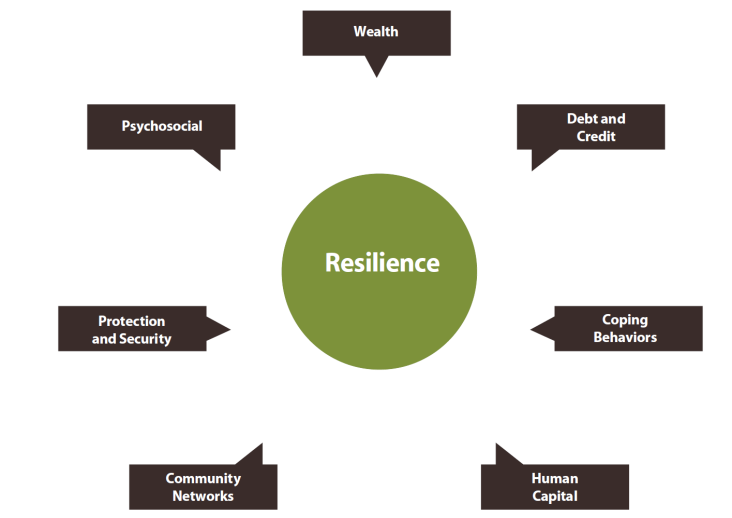 Wealth
Psychosocial
Debt and
Credit
Resilience
Protection
and Security
Coping
Behaviors
Community
Networks
Human
Capital